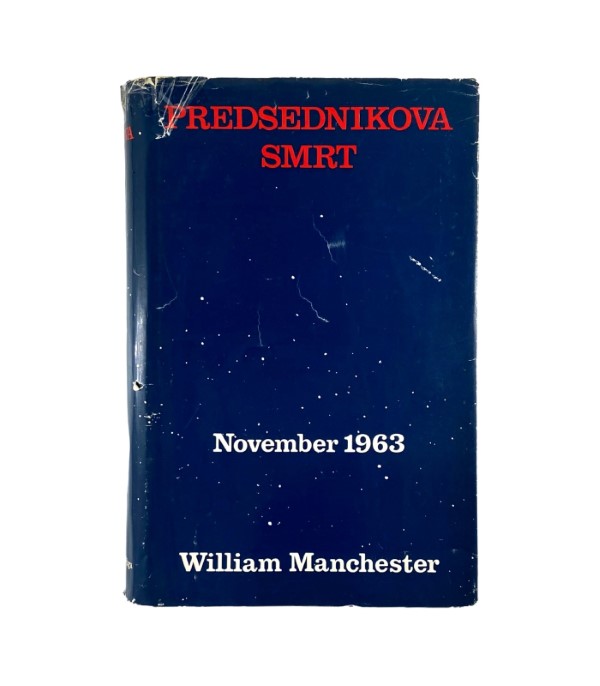 PREDSEDNIKOVA
SMRT
November 1963
William Manchester